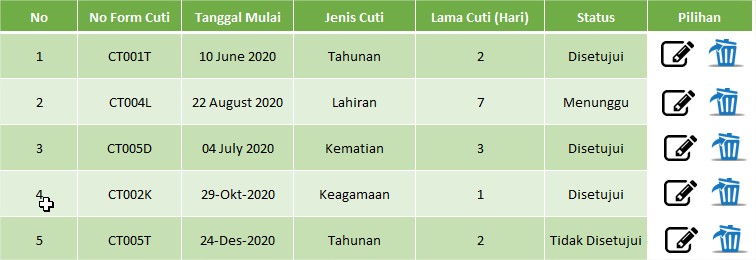 No No Form Cuti Tanggal Mulai Jenis Cuti Lama Cuti (Hari) Status Pilihan
1 CT001T 10 June 2020 Tahunan 2 Disetujui
2 CT004L 22 August 2020 Lahiran 7 Menunggu
3 CT005D 04 July 2020 Kematian 3 Disetujui
4 CT002K 29-Okt-2020 Keagamaan 1 Disetujui
5 CT005T 24-Des-2020 Tahunan 2 Tidak Disetujui